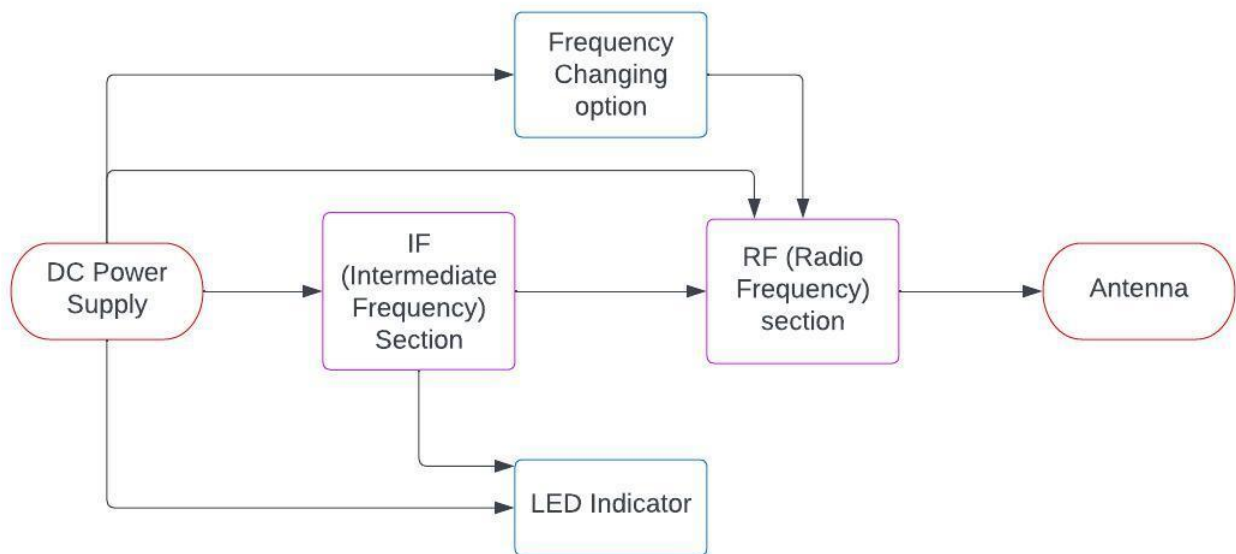 Frequency
Changing
option
DC Power
Supply
IF
(Intermediate
Frequency)
Section
RF (Radio
Frequency)
section
Antenna
LED Indicator